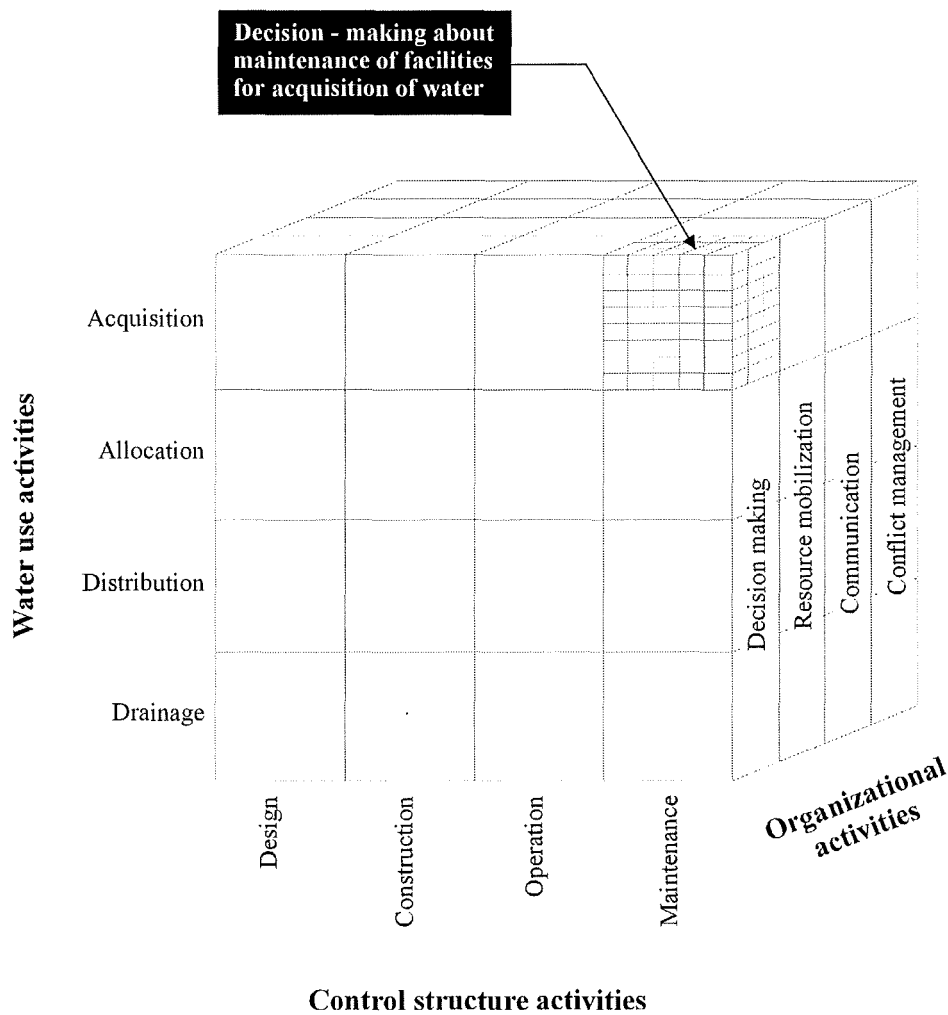 Decision - making about
maintenance of facilities
for acquisition of water
Water use activities
Acquisition
Allocation
Distribution
Drainage
Decision making
Resource mobilization
Communication
Conflict management
Design
Construction
Operation
Maintenance
Organizational
activities
Control structure activities